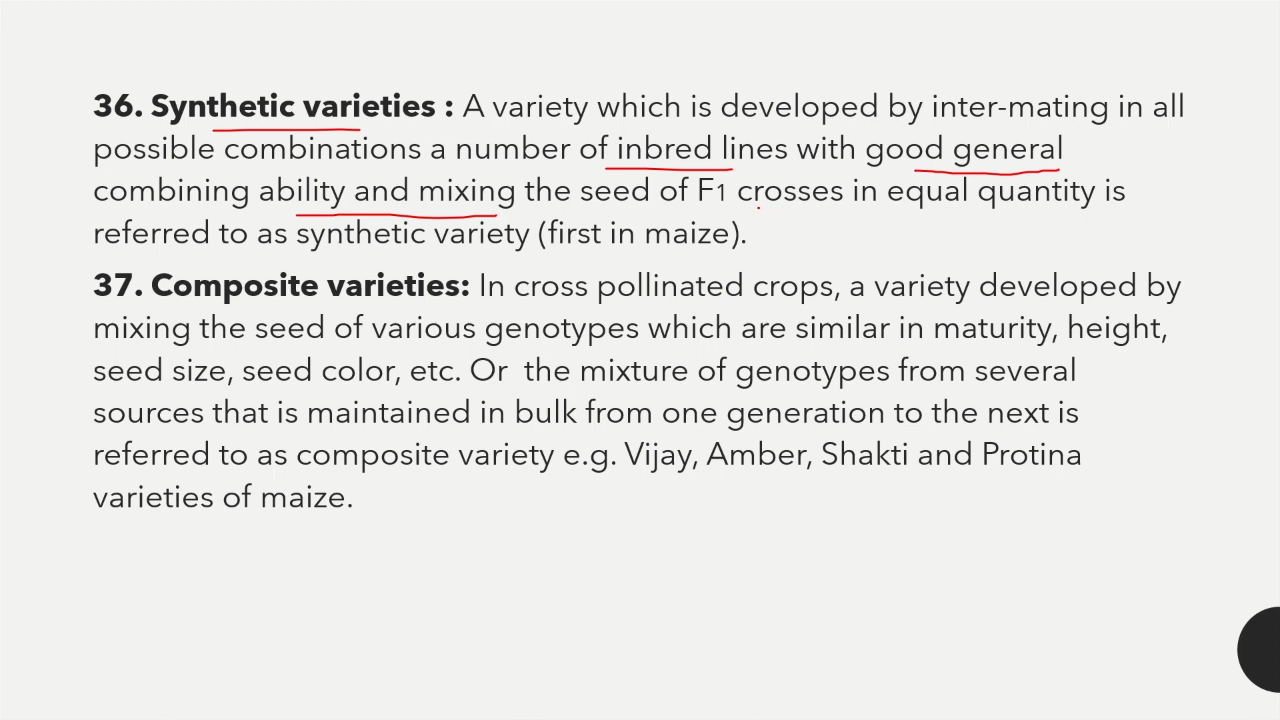 36. Synthetic varieties : A variety which is developed by inter-mating in all
possible combinations a number of inbred lines with good general
combining ability and mixing the seed of F1 crosses in equal quantity is
referred to as synthetic variety (first in maize).
37. Composite varieties: In cross pollinated crops, a variety developed by
mixing the seed of various genotypes which are similar in maturity, height,
seed size, seed color, etc. Or  the mixture of genotypes from several
sources that is maintained in bulk from one generation to the next is
referred to as composite variety e.g. Vijay, Amber, Shakti and Protina
varieties of maize.